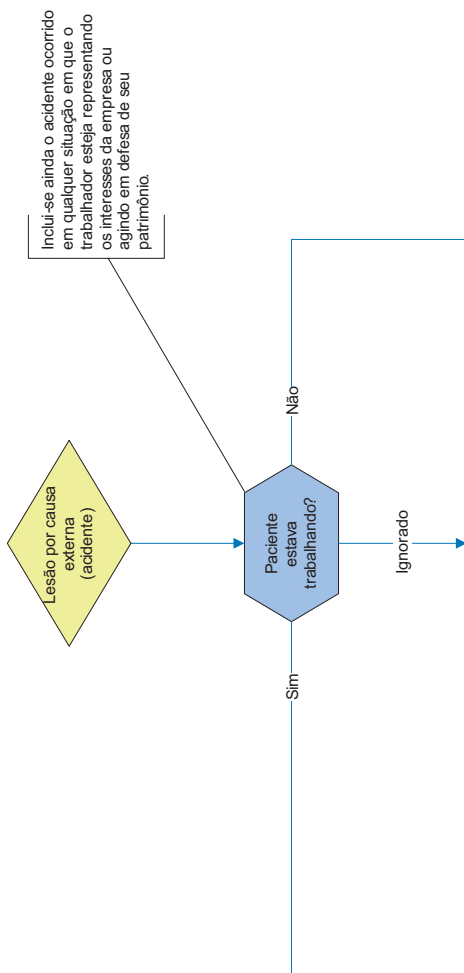 Lesão por causa
externa
(acidente)
Inclui-se ainda o acidente ocorrido
em qualquer situação em que o
trabalhador esteja representando
os interesses da empresa ou
agindo em defesa de seu
patrimônio.
Paciente
estava
trabalhando?
Sim
Ignorado
Não